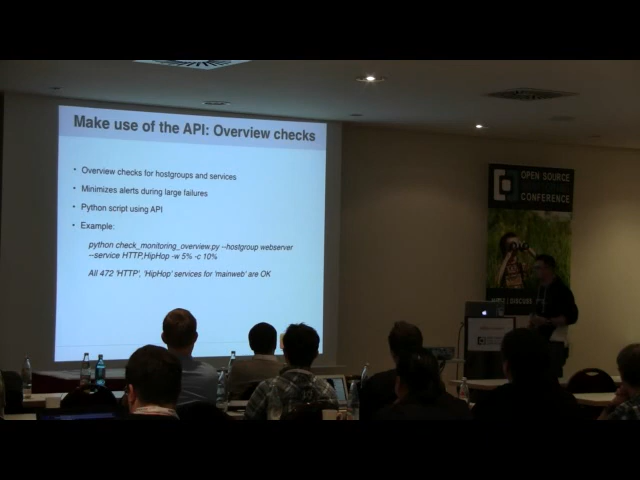 Make use of the API: Overview checks
• Overview checks for hostgroups and services
• Minimizes alerts during large failures
• Python script using API
• Example:
python check_monitoring_overview.py --hostgroup webserver
--service HTTP,HipHop -w 5% -c 10%
All 472 'HTTP', 'HipHop' services for 'mainweb' are OK
OPEN SOURCE
CONFERENCE
DISCUSS